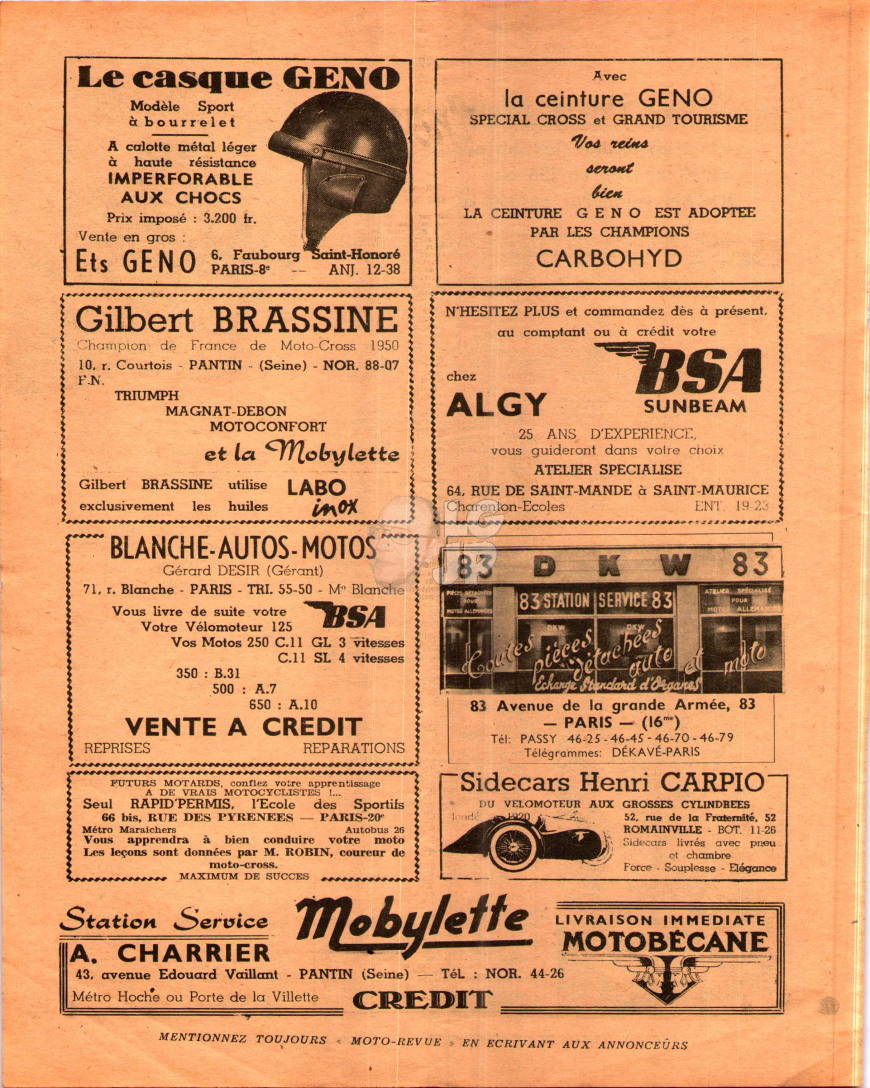 Le casque GENO
Modèle Sport
à bourrelet
A calotte métal léger
à haute résistance
IMPERFORABLE
AUX CHOCS
Prix imposé : 3.200 fr.
Vente en gros :
Ets GENO 6, Faubourg Saint-Honoré
PARIS-8e — ANJ. 12-38
Avec
la ceinture GENO
SPECIAL CROSS et GRAND TOURISME
Vos reins
seront
bien
LA CEINTURE GENO EST ADOPTEE
PAR LES CHAMPIONS
CARBOHYD
Gilbert BRASSINE
Champion de France de Moto-Cross 1950
10, r. Courtois - PANTIN - (Seine) - NOR. 88-07
F.N.
TRIUMPH
MAGNAT-DEBON
MOTOCONFORT
et la Mobylette
Gilbert BRASSINE utilise LABO
exclusivement les huiles inox
N'HESITEZ PLUS et commandez dès à présent,
au comptant ou à crédit votre
BSA
chez
ALGY SUNBEAM
25 ANS D'EXPERIENCE,
vous guideront dans votre choix
ATELIER SPECIALISE
64, RUE DE SAINT-MANDE à SAINT-MAURICE
Charenton-Ecoles ENT. 19-23
BLANCHE-AUTOS-MOTOS
Gérard DESIR (Gérant)
71, r. Blanche - PARIS - TRI. 55-50 - Mo Blanche
Vous livre de suite votre BSA
Votre Vélomoteur 125
Vos Motos 250 C.11 GL 3 vitesses
C.11 SL 4 vitesses
350 : B.31
500 : A.7
650 : A.10
VENTE A CREDIT
REPRISES REPARATIONS
83 DKW 83
PIÈCES DÉTACHÉES
POUR
MOTOS ALLEMANDES
83 STATION SERVICE 83
ATELIER SPÉCIALISÉ
POUR
MOTOS ALLEMANDES
DKW DKW
Toutes pièces détachées auto et moto
Echange Standard d'Organes
83 Avenue de la grande Armée, 83
— PARIS — (16me)
Tél: PASSY 46-25 - 46-45 - 46-70 - 46-79
Télégrammes: DÉKAVÉ-PARIS
FUTURS MOTARDS, confiez votre apprentissage
A DE VRAIS MOTOCYCLISTES !...
Seul RAPID'PERMIS, l'Ecole des Sportifs
66 bis, RUE DES PYRENEES — PARIS-20e
Métro Maraichers Autobus 26
Vous apprendra à bien conduire votre moto
Les leçons sont données par M. ROBIN, coureur de
moto-cross.
MAXIMUM DE SUCCES
Sidecars Henri CARPIO
DU VELOMOTEUR AUX GROSSES CYLINDREES
1920
52, rue de la Fraternité, 52
ROMAINVILLE - BOT. 11-26
Sidecars livrés avec pneu
et chambre
Force - Souplesse - Elégance
Station Service Mobylette
A. CHARRIER
43, avenue Edouard Vaillant - PANTIN (Seine) — TéL : NOR. 44-26
Métro Hoche ou Porte de la Villette CREDIT
LIVRAISON IMMEDIATE
MOTOBÉCANE
MENTIONNEZ TOUJOURS « MOTO-REVUE » EN ECRIVANT AUX ANNONCEURS